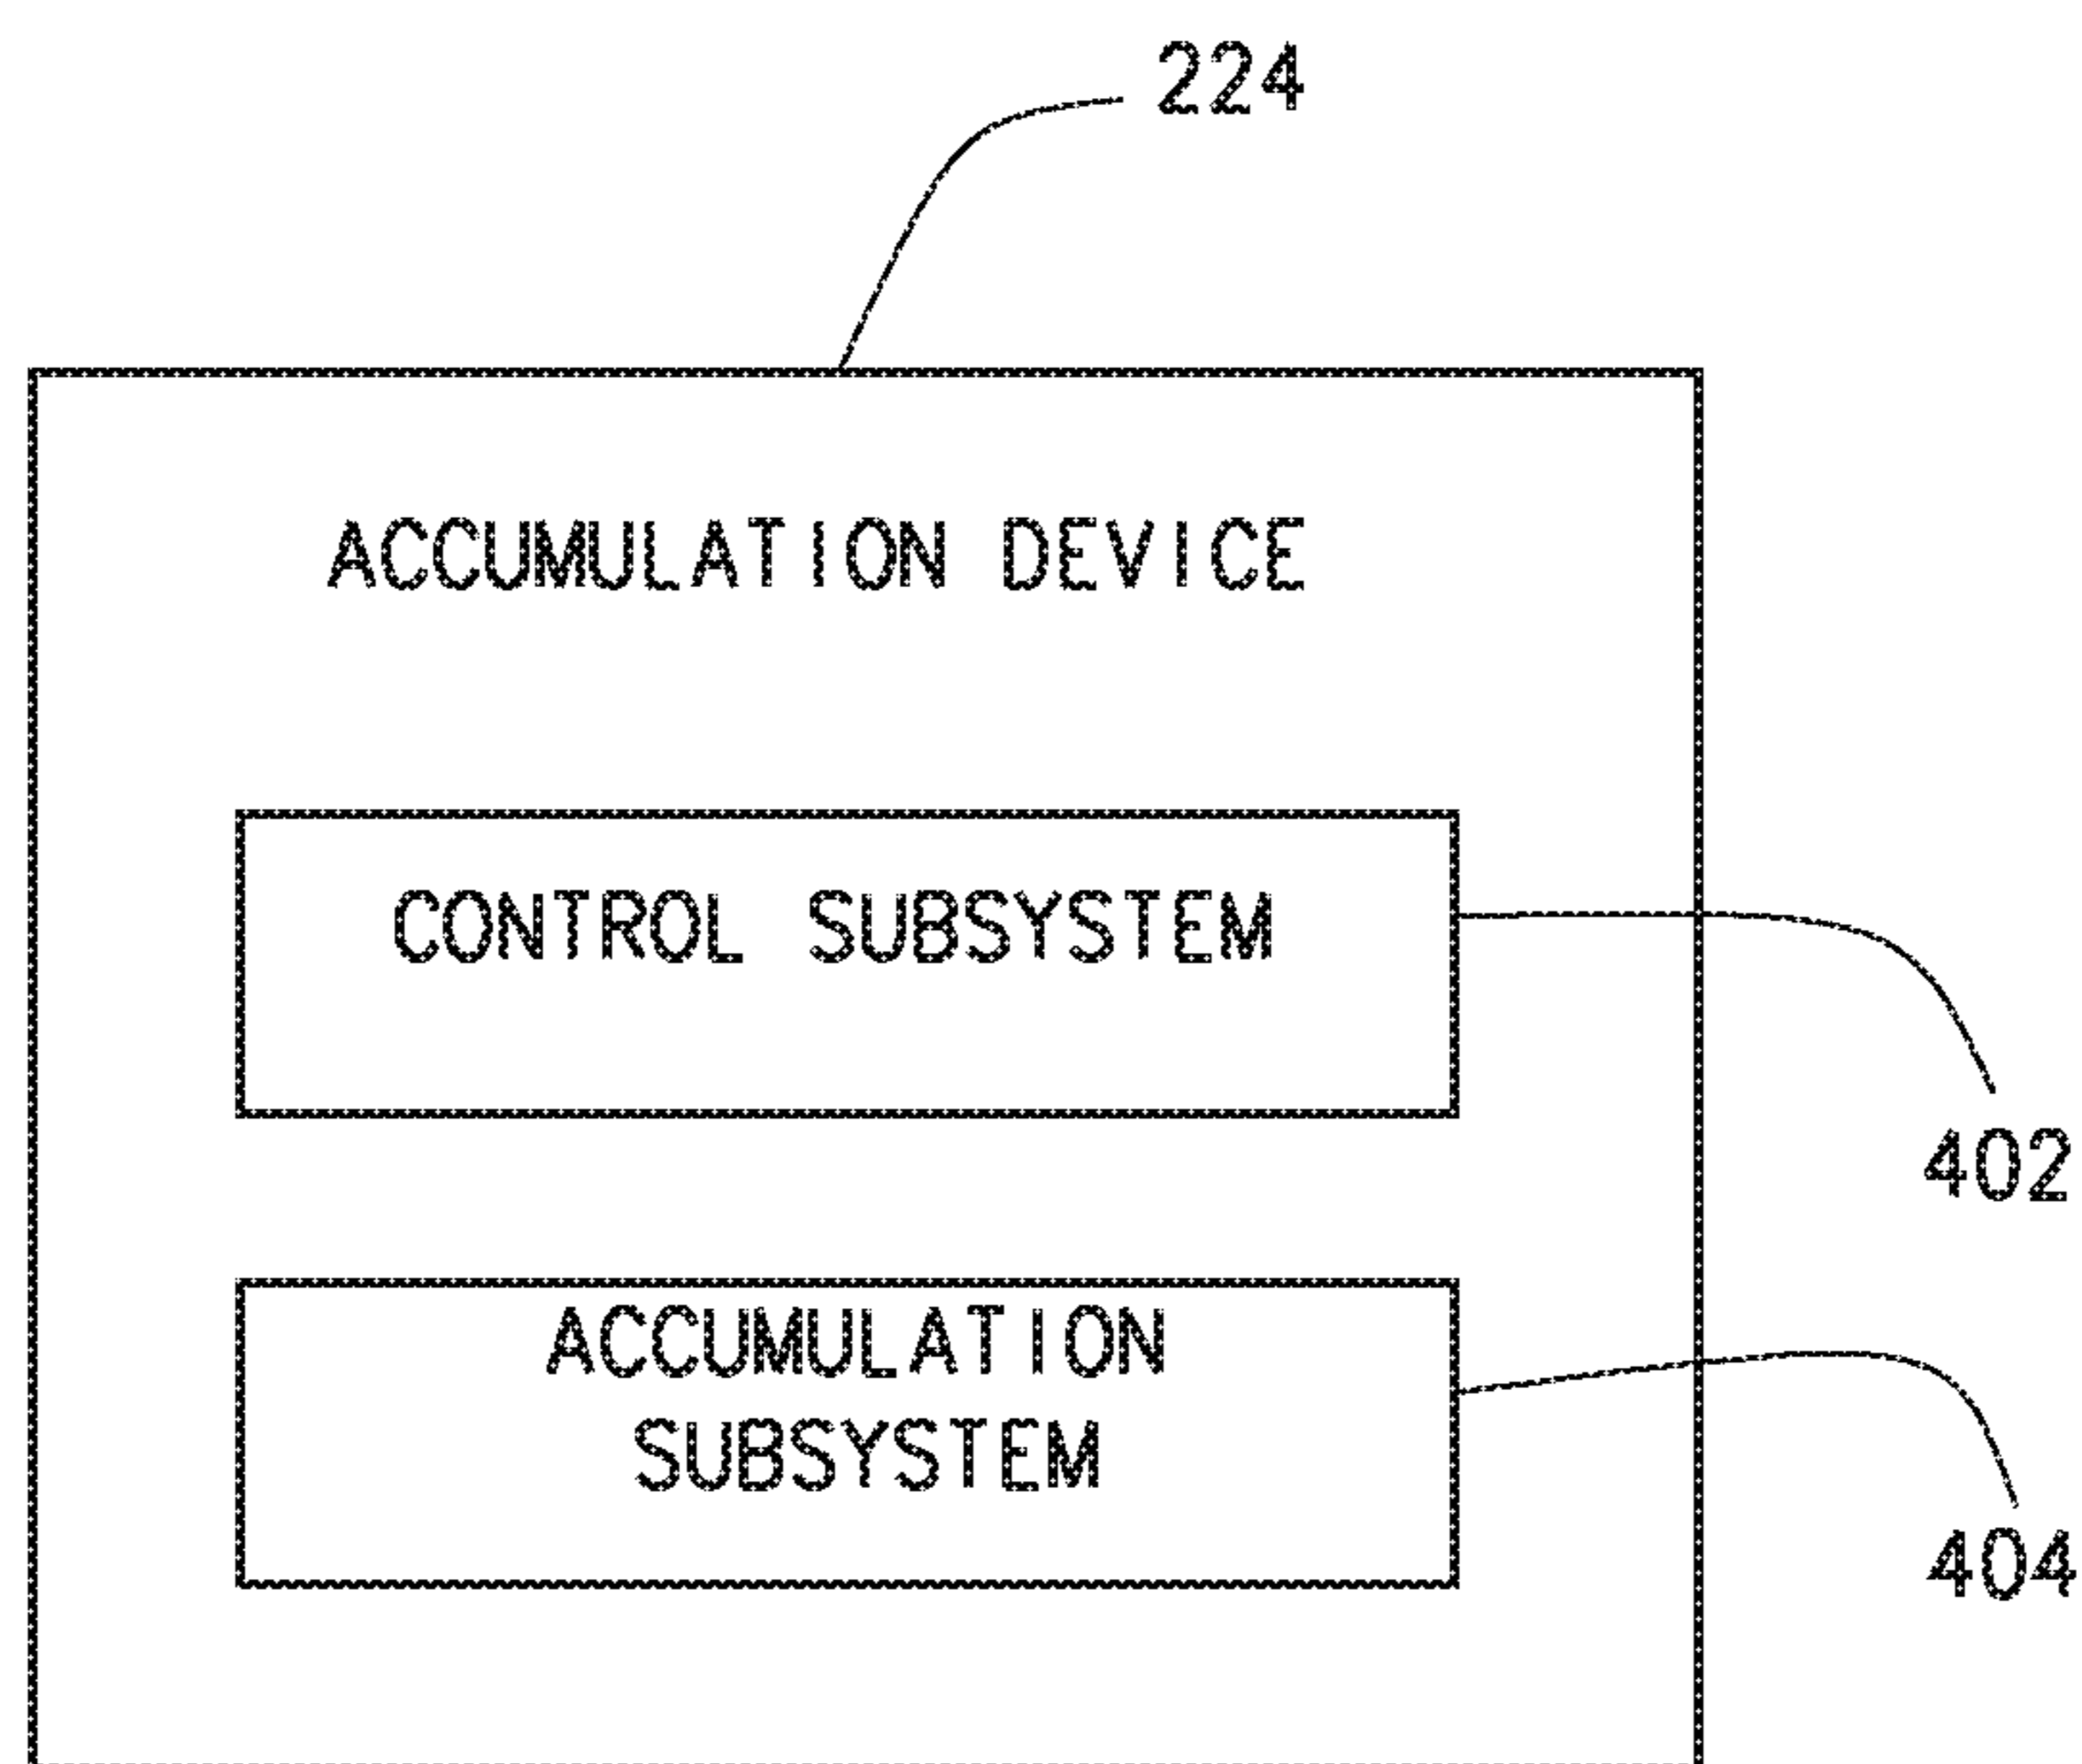 224
ACCUMULATION DEVICE
CONTROL SUBSYSTEM
402
ACCUMULATION
SUBSYSTEM
404